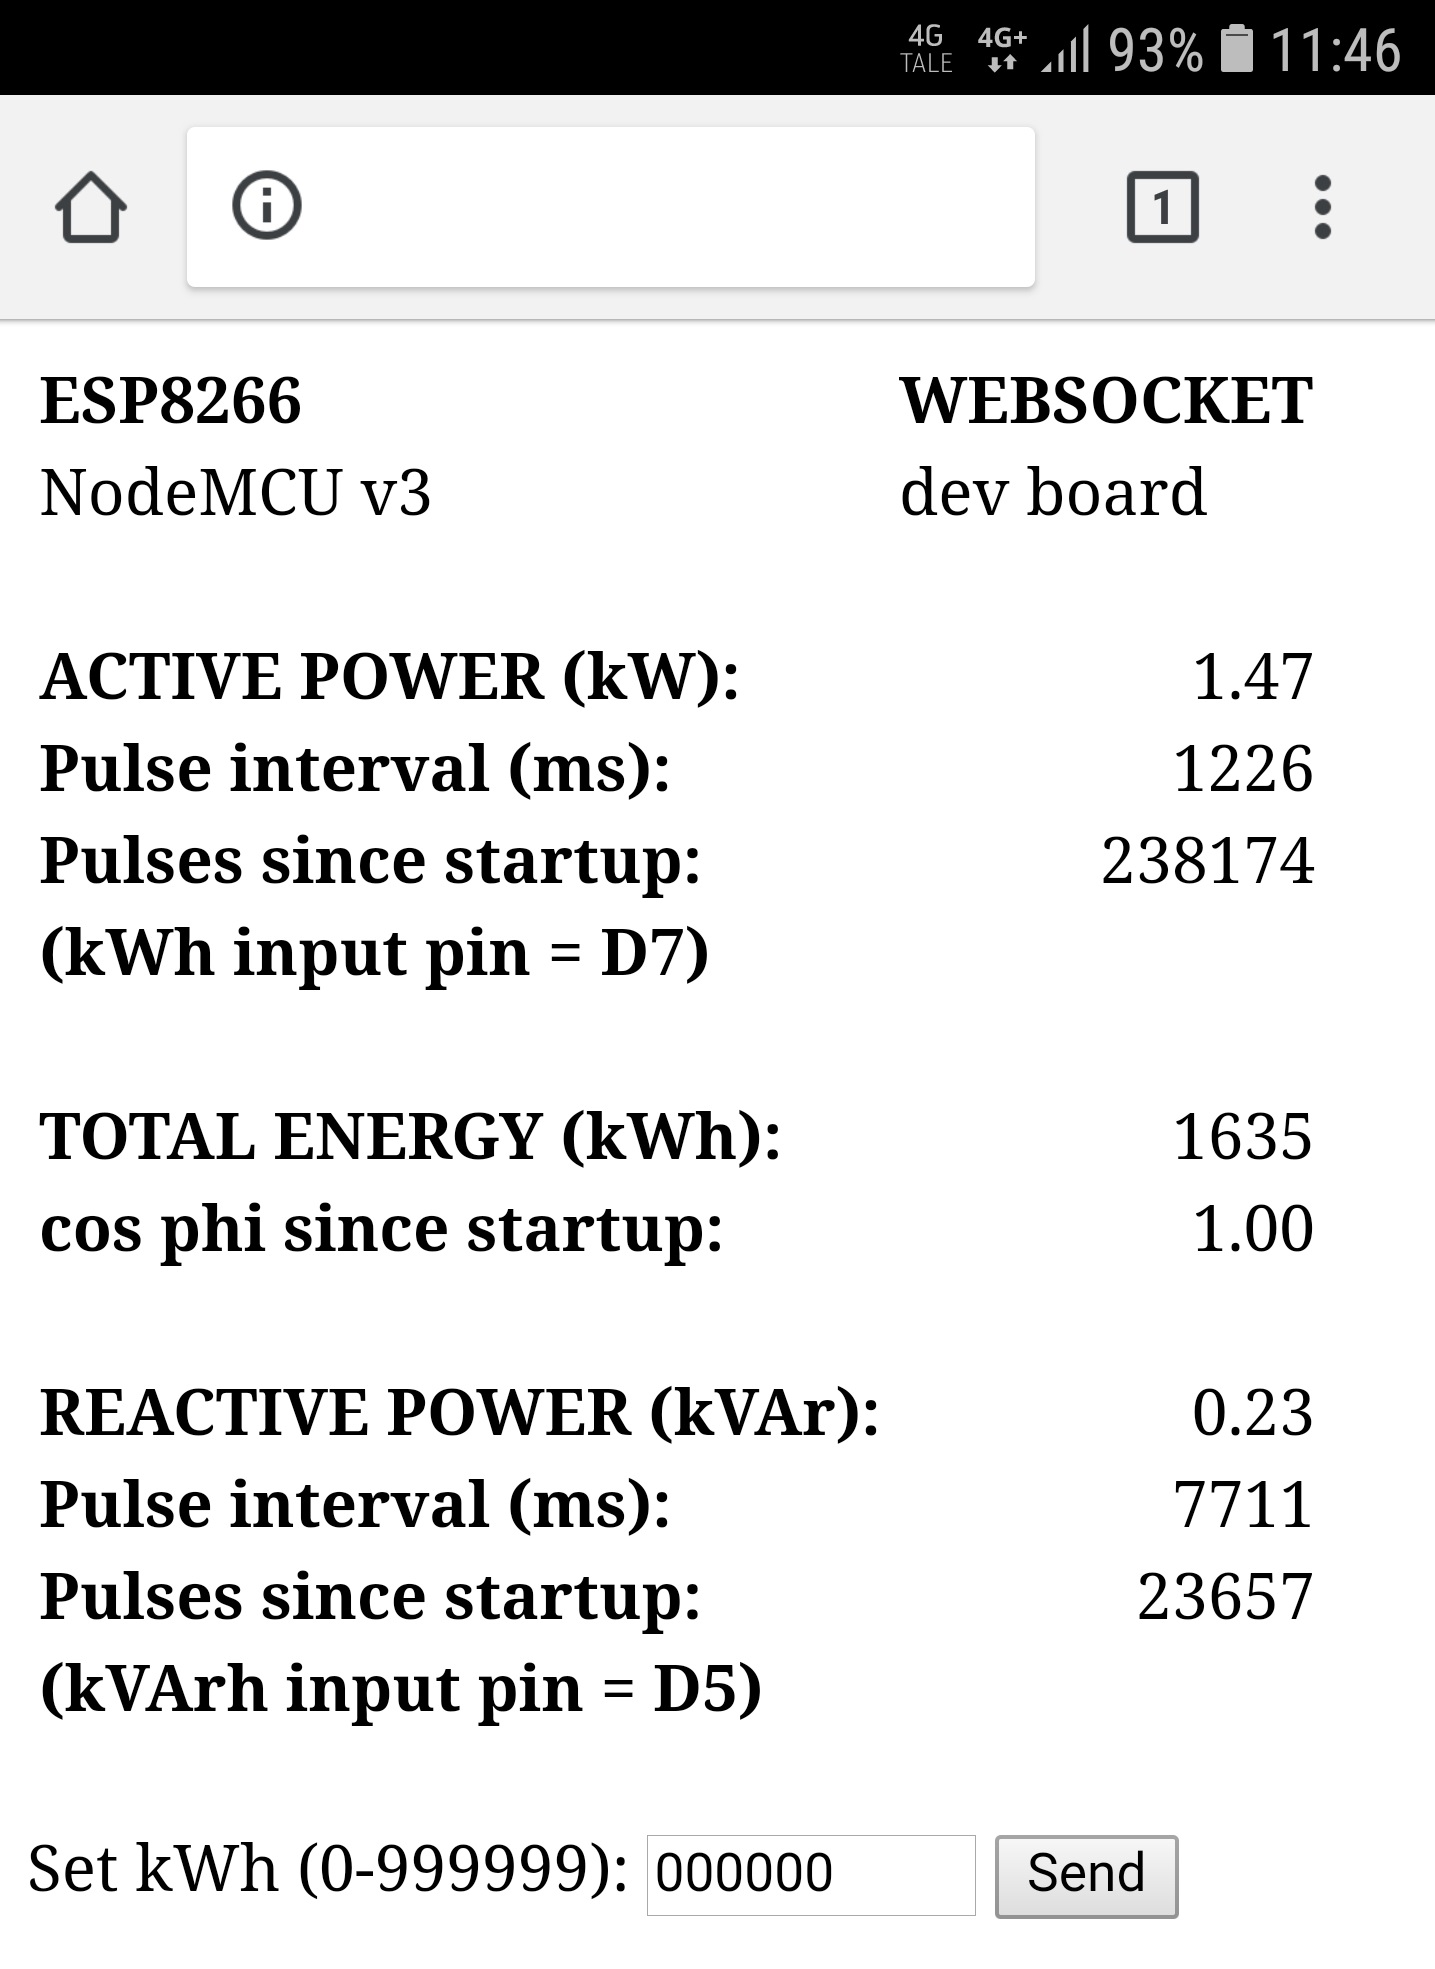 4G TALE 4G+ 93% 11:46
1
ESP8266 WEBSOCKET
NodeMCU v3 dev board
ACTIVE POWER (kW): 1.47
Pulse interval (ms): 1226
Pulses since startup: 238174
(kWh input pin = D7)
TOTAL ENERGY (kWh): 1635
cos phi since startup: 1.00
REACTIVE POWER (kVAr): 0.23
Pulse interval (ms): 7711
Pulses since startup: 23657
(kVArh input pin = D5)
Set kWh (0-999999): 000000 Send